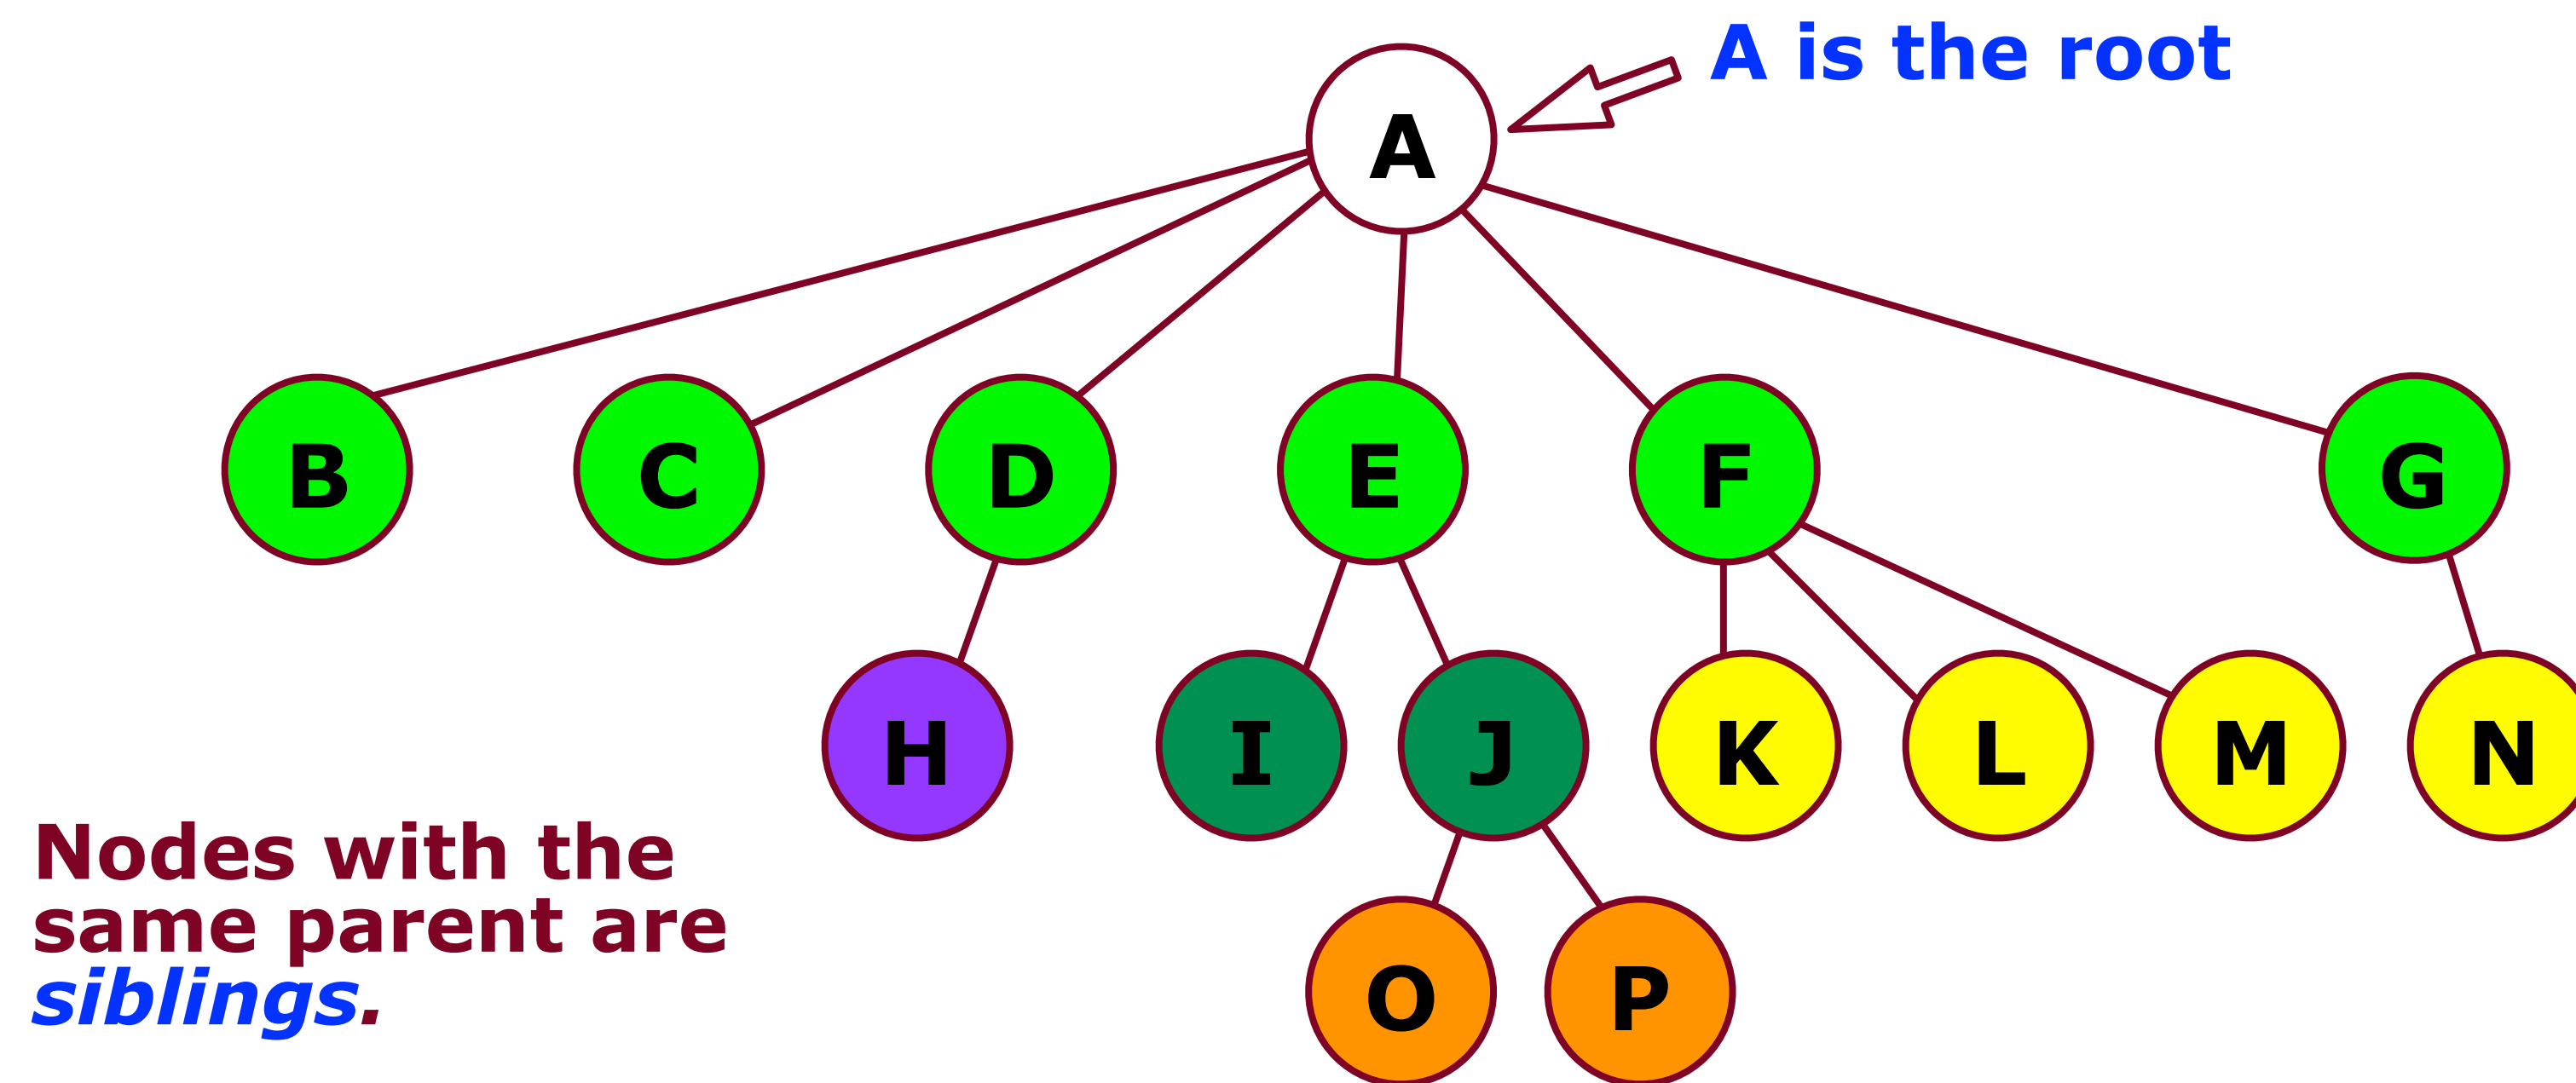 A is the root
A
B C D E F G
H I J K L M N
O P
Nodes with the
same parent are
siblings.